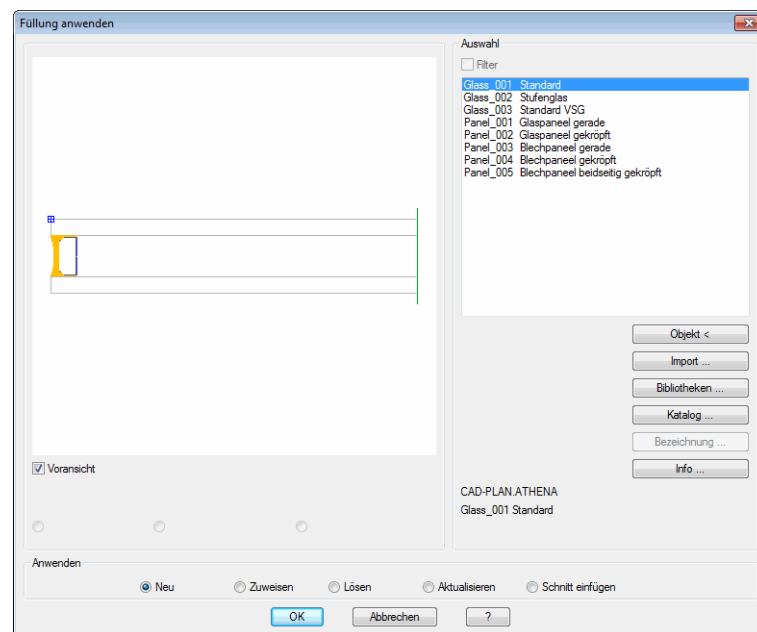 Füllung anwenden
Auswahl
Filter
Glass_001 Standard
Glass_002 Stufenglas
Glass_003 Standard VSG
Panel_001 Glaspaneel gerade
Panel_002 Glaspaneel gekröpft
Panel_003 Blechpaneel gerade
Panel_004 Blechpaneel gekröpft
Panel_005 Blechpaneel beidseitig gekröpft
Objekt <
Import ...
Bibliotheken ...
Katalog ...
Bezeichnung ...
Info ...
Voransicht
CAD-PLAN.ATHENA
Glass_001 Standard
Anwenden
Neu Zuweisen Lösen Aktualisieren Schnitt einfügen
OK Abbrechen ?